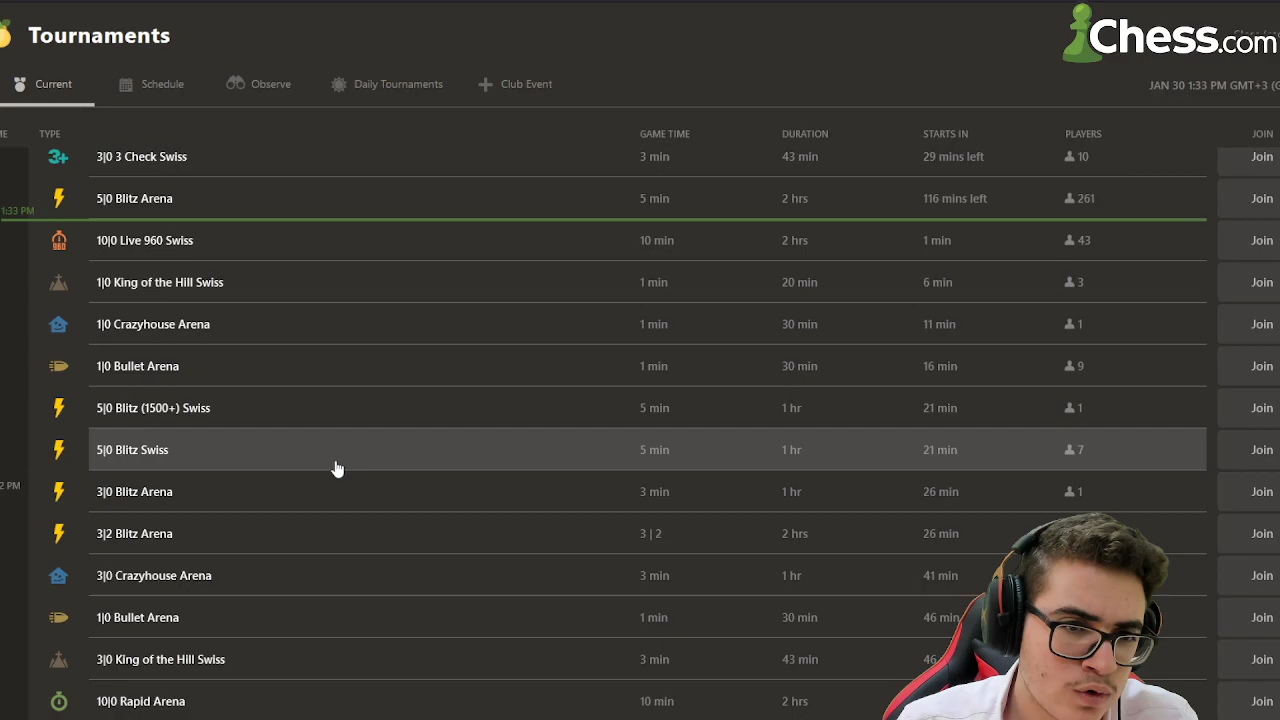 Tournaments
Chess.com
Current Schedule Observe Daily Tournaments Club Event
JAN 30 1:33 PM GMT+3
ME TYPE GAME TIME DURATION STARTS IN PLAYERS JOIN
3+ 3|0 3 Check Swiss 3 min 43 min 29 mins left 10 Join
5|0 Blitz Arena 5 min 2 hrs 116 mins left 261 Join
1:33 PM
960 10|0 Live 960 Swiss 10 min 2 hrs 1 min 43 Join
1|0 King of the Hill Swiss 1 min 20 min 6 min 3 Join
1|0 Crazyhouse Arena 1 min 30 min 11 min 1 Join
1|0 Bullet Arena 1 min 30 min 16 min 9 Join
5|0 Blitz (1500+) Swiss 5 min 1 hr 21 min 1 Join
5|0 Blitz Swiss 5 min 1 hr 21 min 7 Join
2 PM
3|0 Blitz Arena 3 min 1 hr 26 min 1 Join
3|2 Blitz Arena 3 | 2 2 hrs 26 min Join
3|0 Crazyhouse Arena 3 min 1 hr 41 min Join
1|0 Bullet Arena 1 min 30 min 46 min Join
3|0 King of the Hill Swiss 3 min 43 min 46 Join
10|0 Rapid Arena 10 min 2 hrs Join